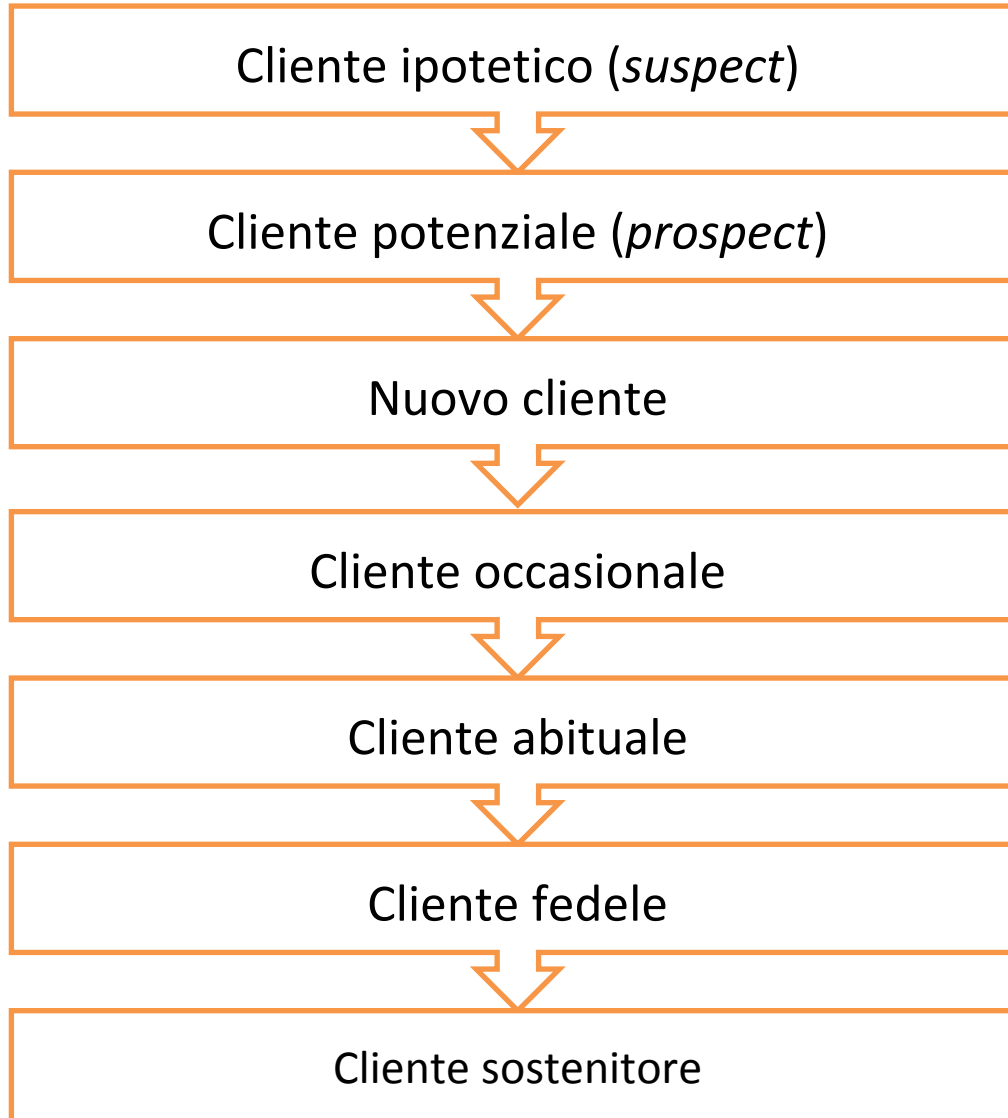 Cliente ipotetico (suspect)
Cliente potenziale (prospect)
Nuovo cliente
Cliente occasionale
Cliente abituale
Cliente fedele
Cliente sostenitore